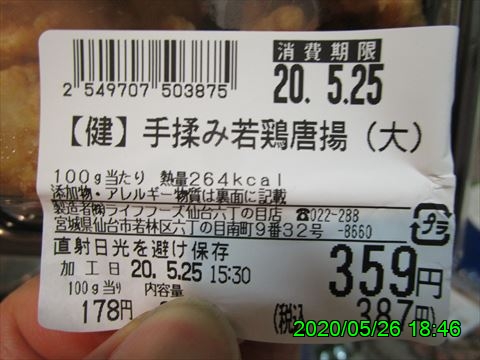 消費期限
2 549707 503875
20. 5.25
【健】手揉み若鶏唐揚（大）
100g当たり 熱量264kcal
添加物・アレルギー物質は裏面に記載
製造者㈱ライフフーズ仙台六丁の目店 ☎022-288
宮城県仙台市若林区六丁の目南町9番32号 -8660
プラ
直射日光を避け保存
加工日 20. 5.25 15:30
359円
100g当り 内容量
178円
(税込 387円)
2020/05/26 18:46